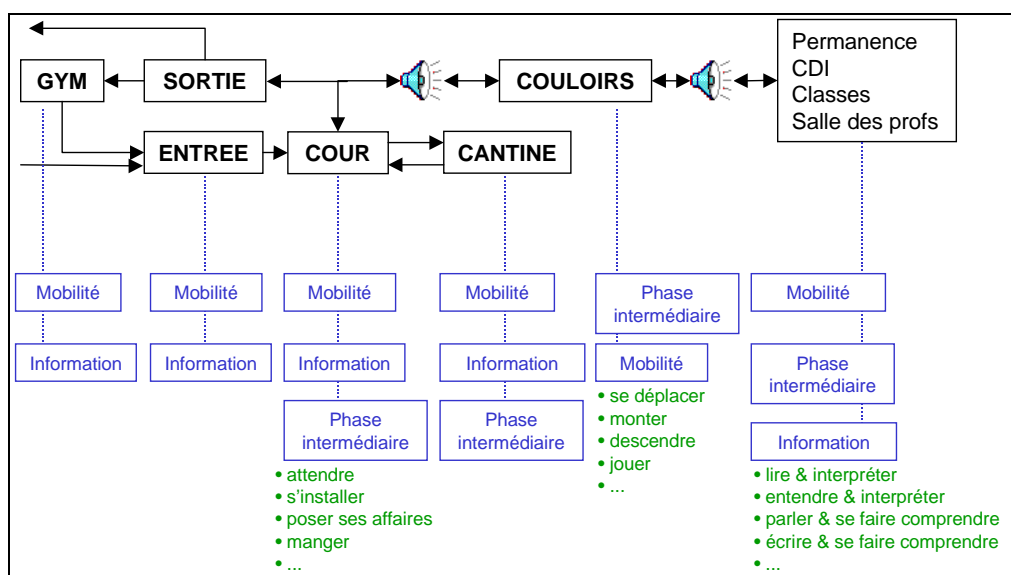 GYM
SORTIE
COULOIRS
Permanence
CDI
Classes
Salle des profs
ENTREE
COUR
CANTINE
Mobilité
Mobilité
Mobilité
Mobilité
Phase
intermédiaire
Mobilité
Information
Information
Information
Information
Mobilité
Phase
intermédiaire
Phase
intermédiaire
Phase
intermédiaire
• se déplacer
• monter
• descendre
• jouer
• ...
Information
• attendre
• s'installer
• poser ses affaires
• manger
• ...
• lire & interpréter
• entendre & interpréter
• parler & se faire comprendre
• écrire & se faire comprendre
• ...